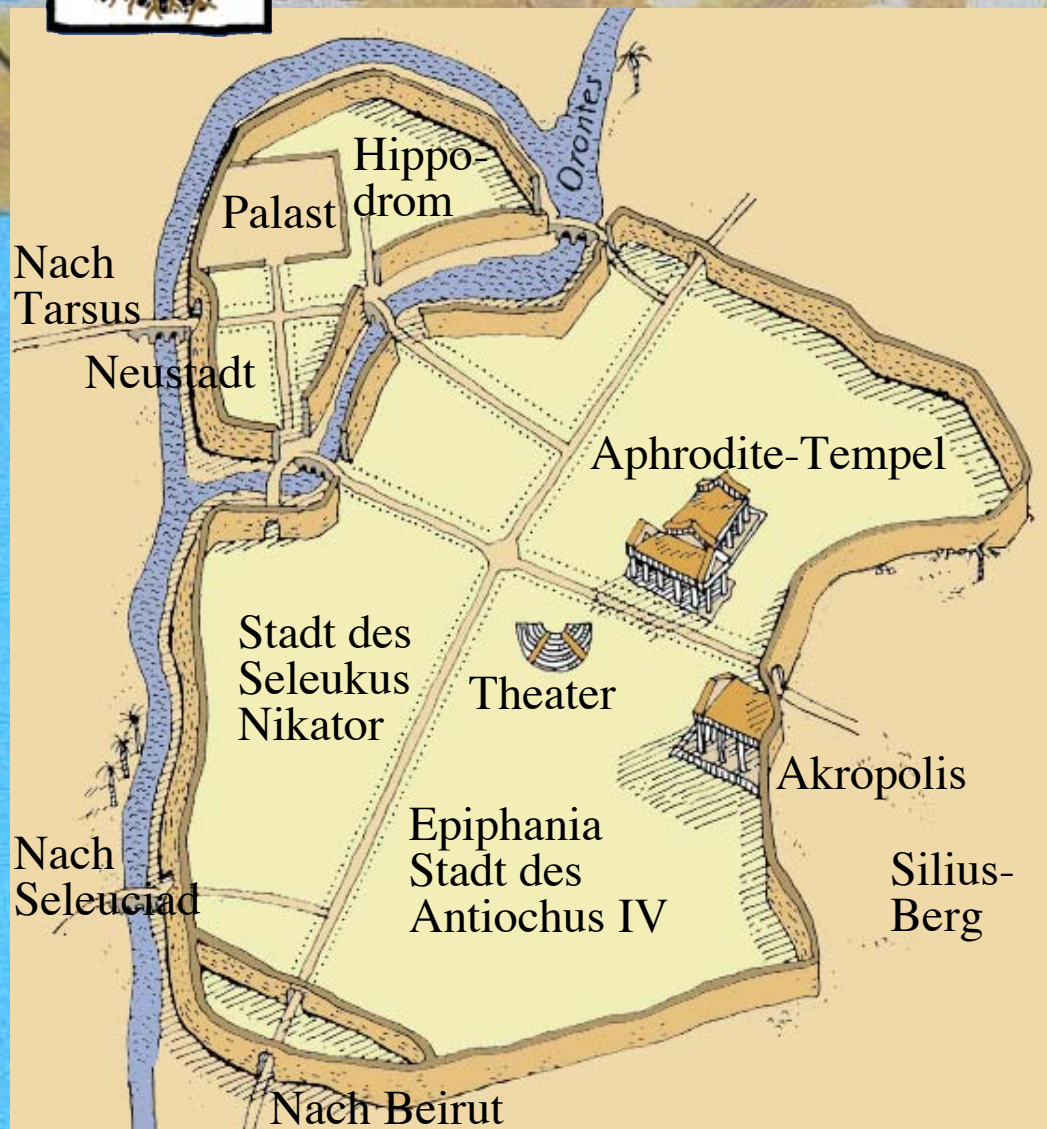 Orontes
Hippo-
drom
Palast
Nach
Tarsus
Neustadt
Aphrodite-Tempel
Stadt des
Seleukus
Nikator
Theater
Akropolis
Epiphania
Stadt des
Antiochus IV
Nach
Seleuciad
Silius-
Berg
Nach Beirut